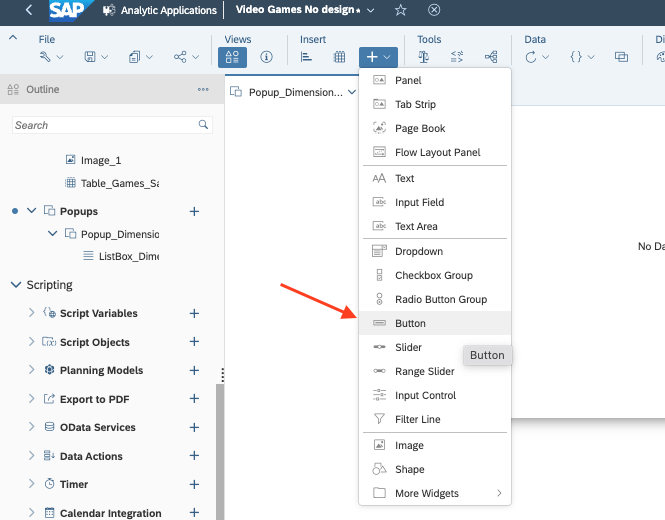 SAP Analytic Applications Video Games No design*
File Views Insert Tools Data Di
Outline
Search
Image_1
Table_Games_Sa
Popups
Popup_Dimensio
ListBox_Dime
Scripting
Script Variables
Script Objects
Planning Models
Export to PDF
OData Services
Data Actions
Timer
Calendar Integration
Popup_Dimension...
Panel
Tab Strip
Page Book
Flow Layout Panel
Text
Input Field
Text Area
Dropdown
Checkbox Group
Radio Button Group
Button
Slider
Button
Range Slider
Input Control
Filter Line
Image
Shape
More Widgets
No Da